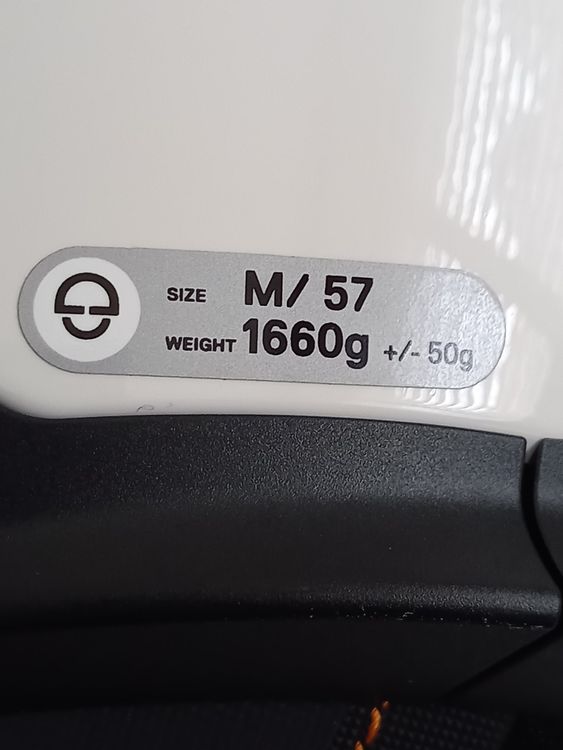 SIZE M/ 57
WEIGHT 1660g +/- 50g